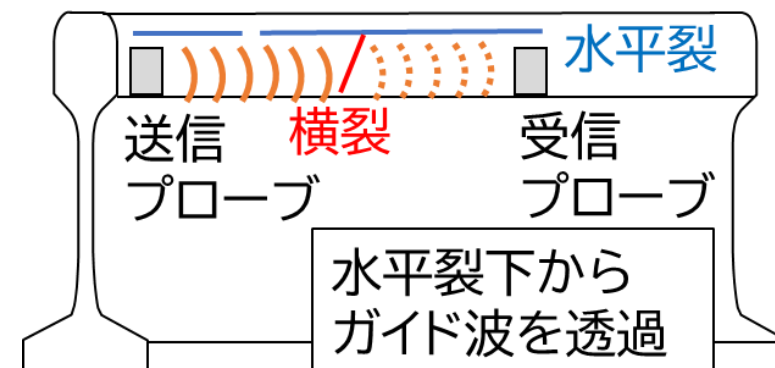 水平裂
送信
プローブ
横裂
受信
プローブ
水平裂下から
ガイド波を透過